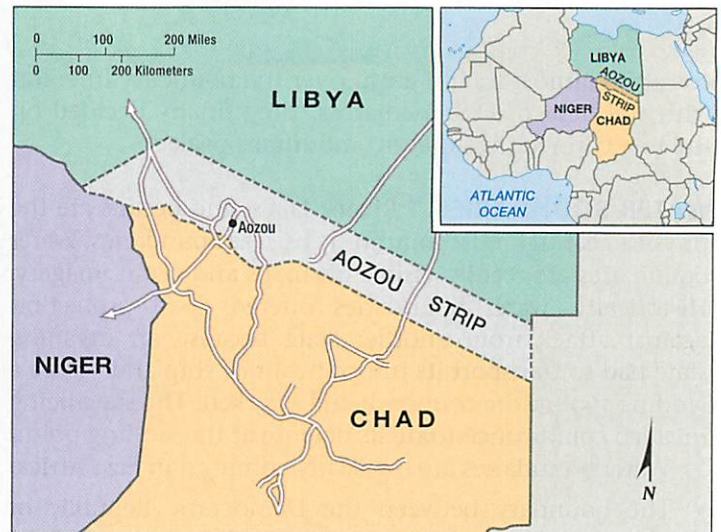 0 100 200 Miles
0 100 200 Kilometers
LIBYA
Aozou
AOZOU STRIP
NIGER
CHAD
N
LIBYA
AOZOU
STRIP
NIGER
CHAD
ATLANTIC
OCEAN